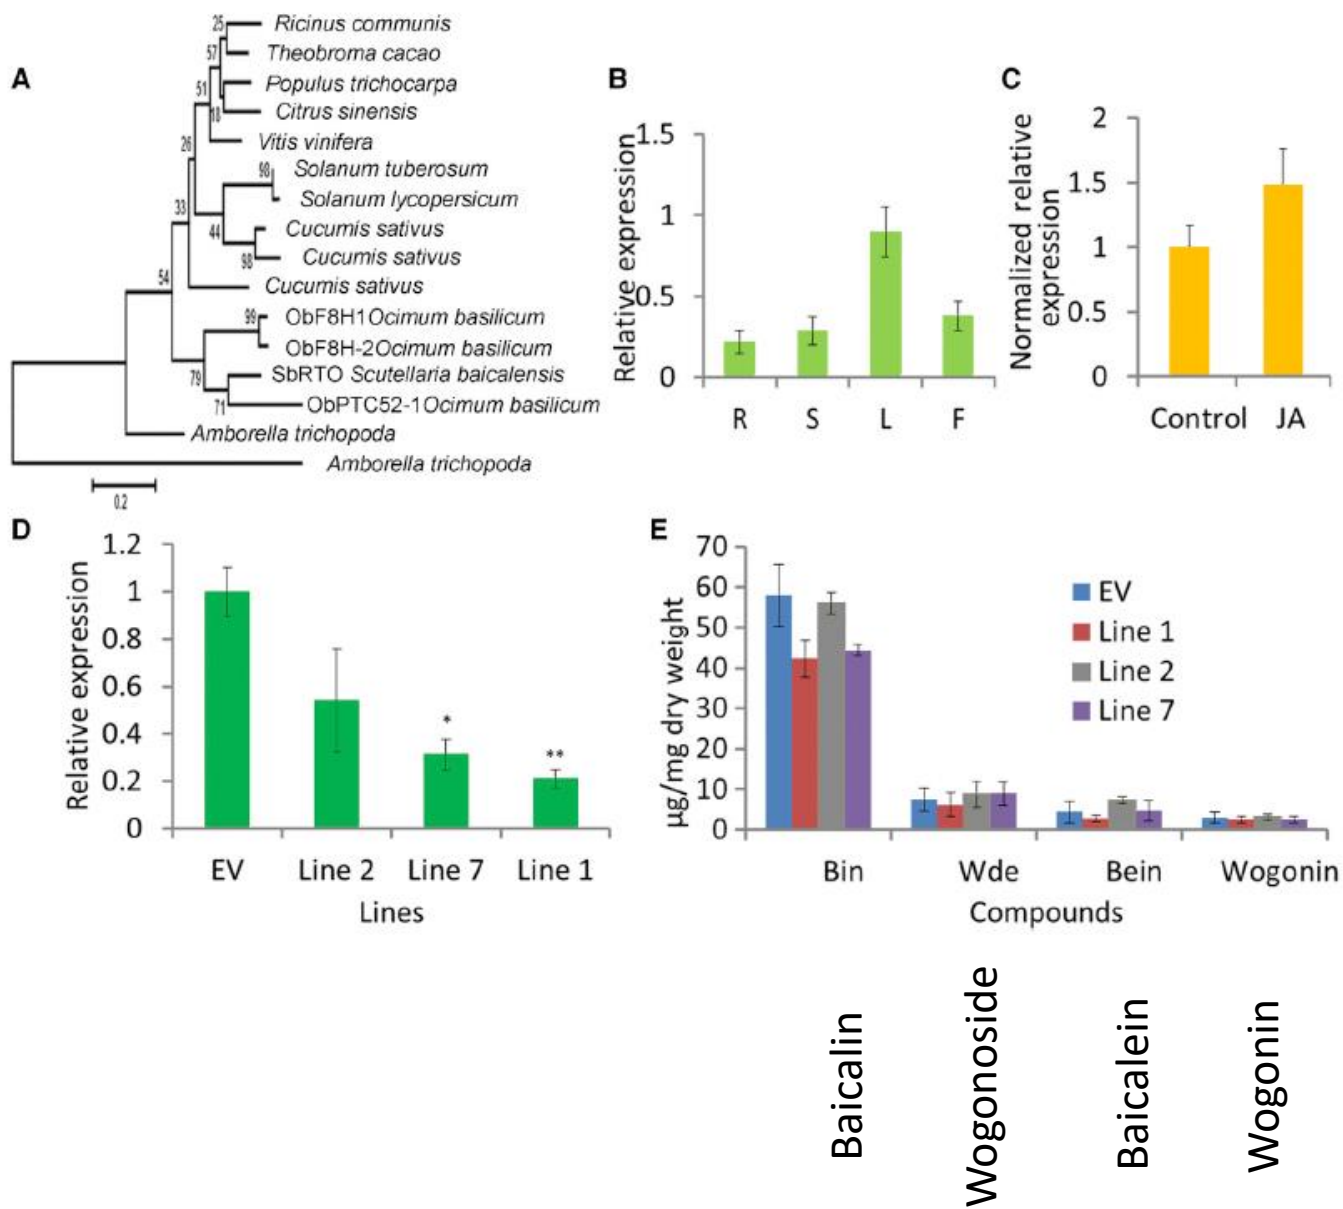 A
25
Ricinus communis
57
Theobroma cacao
51
Populus trichocarpa
18
Citrus sinensis
26
Vitis vinifera
98
Solanum tuberosum
Solanum lycopersicum
33
44
Cucumis sativus
98
Cucumis sativus
54
Cucumis sativus
99
ObF8H1Ocimum basilicum
ObF8H-2Ocimum basilicum
79
SbRTO Scutellaria baicalensis
71
ObPTC52-1Ocimum basilicum
Amborella trichopoda
Amborella trichopoda
0.2
B
Relative expression
1.5
1
0.5
0
R S L F
C
Normalized relative
expression
2
1.5
1
0.5
0
Control JA
D
Relative expression
1.2
1
0.8
0.6
0.4
0.2
0
*
**
EV Line 2 Line 7 Line 1
Lines
E
µg/mg dry weight
70
60
50
40
30
20
10
0
EV
Line 1
Line 2
Line 7
Bin Wde Bein Wogonin
Compounds
Baicalin
Wogonoside
Baicalein
Wogonin